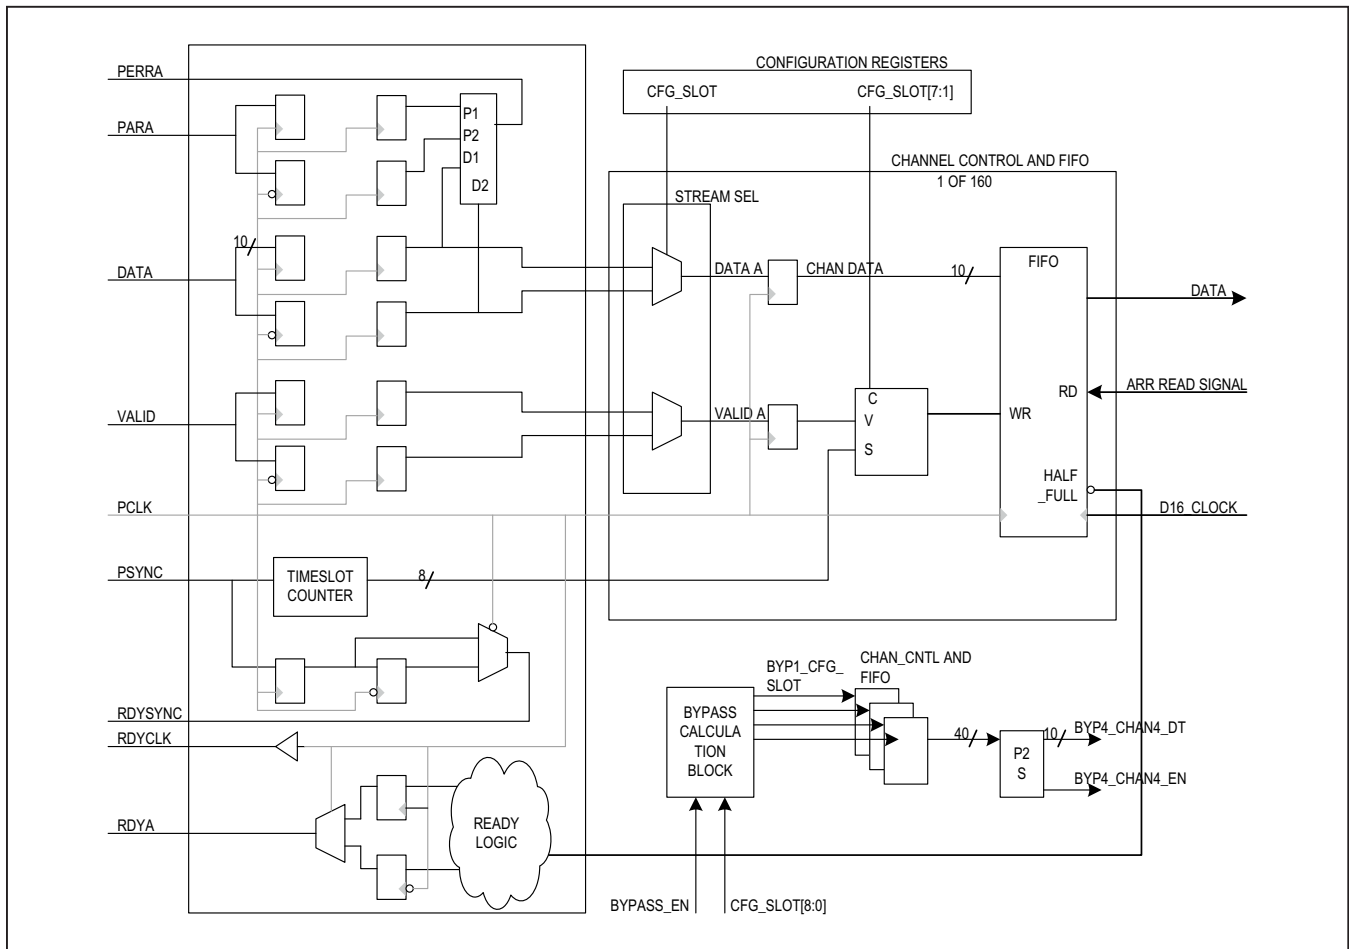 CONFIGURATION REGISTERS
PERRA
CFG_SLOT
CFG_SLOT[7:1]
P1
PARA
P2
D1
D2
CHANNEL CONTROL AND FIFO
1 OF 160
STREAM SEL
10
DATA
DATA A
CHAN DATA
10
FIFO
DATA
RD
ARR READ SIGNAL
VALID
VALID A
C
V
S
WR
HALF
_FULL
PCLK
D16_CLOCK
PSYNC
TIMESLOT
COUNTER
8
BYP1_CFG_
SLOT
CHAN_CNTL AND
FIFO
RDYSYNC
RDYCLK
BYPASS
CALCULA
TION
BLOCK
40
P2
S
10
BYP4_CHAN4_DT
BYP4_CHAN4_EN
RDYA
READY
LOGIC
BYPASS_EN
CFG_SLOT[8:0]